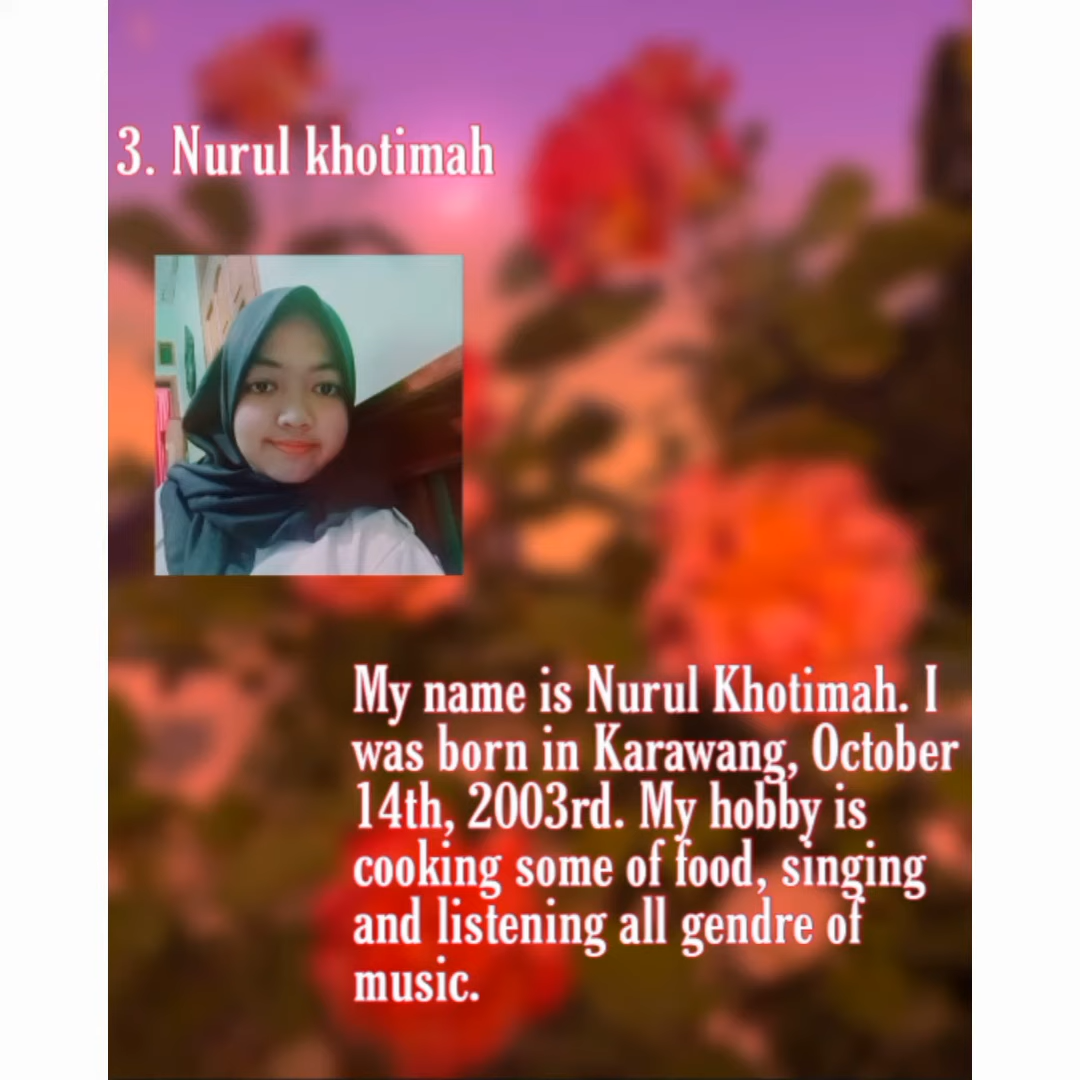 3. Nurul khotimah
My name is Nurul Khotimah. I
was born in Karawang, October
14th, 2003rd. My hobby is
cooking some of food, singing
and listening all gendre of
music.